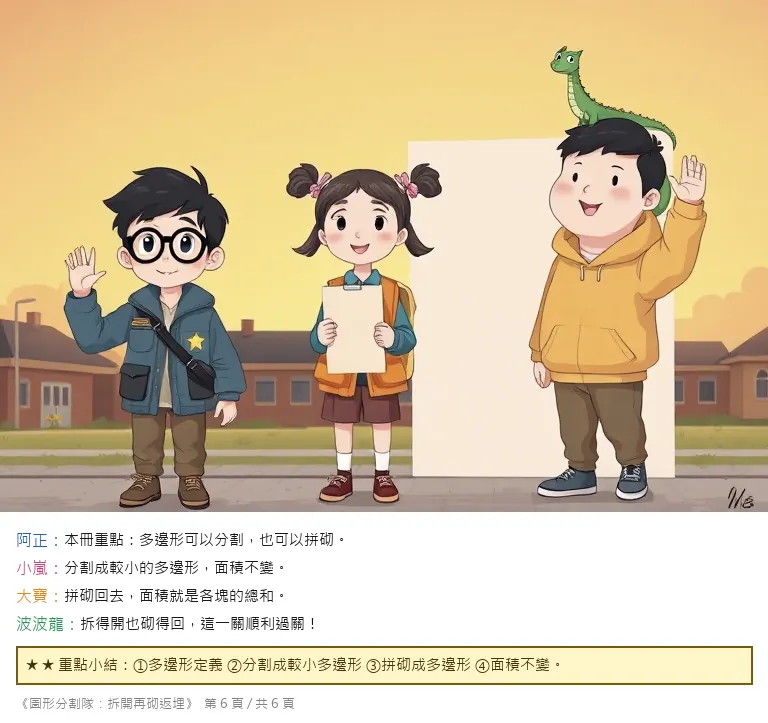 阿正：本冊重點：多邊形可以分割，也可以拼砌。
小嵐：分割成較小的多邊形，面積不變。
大寶：拼砌回去，面積就是各塊的總和。
波波龍：拆得開也砌得回，這一關順利過關！
★★重點小結：①多邊形定義 ②分割成較小多邊形 ③拼砌成多邊形 ④面積不變。
《圖形分割隊：拆開再砌返埋》 第 6 頁 / 共 6 頁